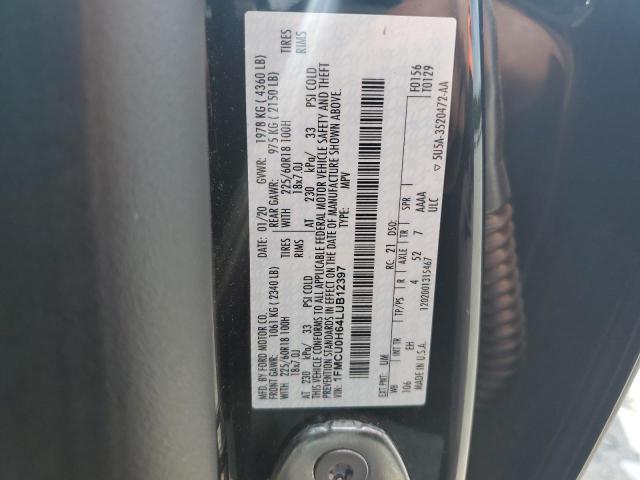 MFD. BY FORD MOTOR CO.
DATE: 01/20 GVWR: 1978 KG ( 4360 LB)
FRONT GAWR: 1061 KG ( 2340 LB) REAR GAWR: 975 KG ( 2150 LB)
WITH 225/60R18 100H TIRES WITH 225/60R18 100H TIRES
18x7.0J RIMS 18x7.0J RIMS
AT 230 kPa/ 33 PSI COLD AT 230 kPa/ 33 PSI COLD
THIS VEHICLE CONFORMS TO ALL APPLICABLE FEDERAL MOTOR VEHICLE SAFETY AND THEFT
PREVENTION STANDARDS IN EFFECT ON THE DATE OF MANUFACTURE SHOWN ABOVE.
VIN: 1FMCU0H64LUB12397 TYPE: MPV
F0156
T0129
EXT PNT: UM RC: 21 DSO:
WB INT TR TP/PS R AXLE TR SPR
106 EH 4 52 7 AAAA
ULC
MADE IN U.S.A. 1202001315467
▽ 5U5A-3520472-AA